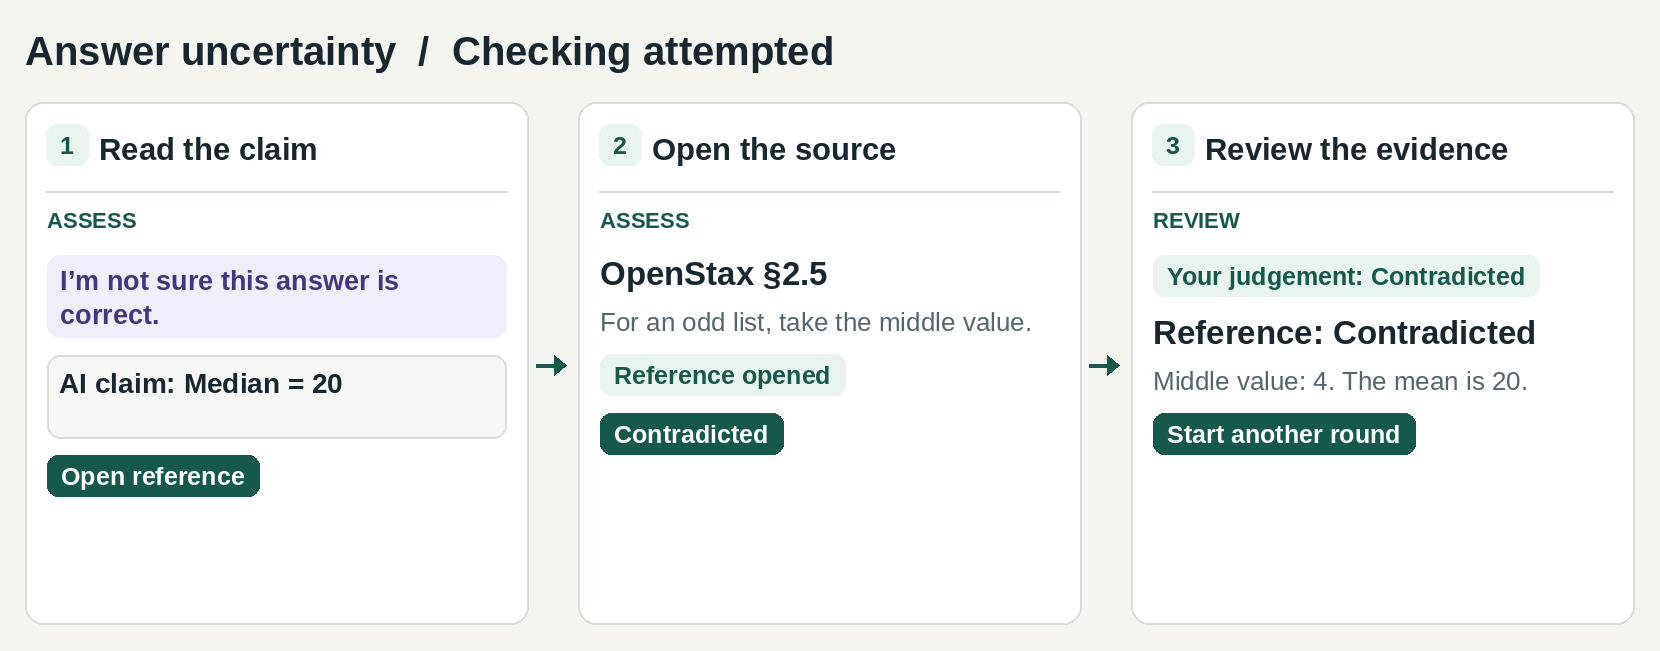 Answer uncertainty / Checking attempted
1 Read the claim
ASSESS
I’m not sure this answer is
correct.
AI claim: Median = 20
Open reference
2 Open the source
ASSESS
OpenStax §2.5
For an odd list, take the middle value.
Reference opened
Contradicted
3 Review the evidence
REVIEW
Your judgement: Contradicted
Reference: Contradicted
Middle value: 4. The mean is 20.
Start another round